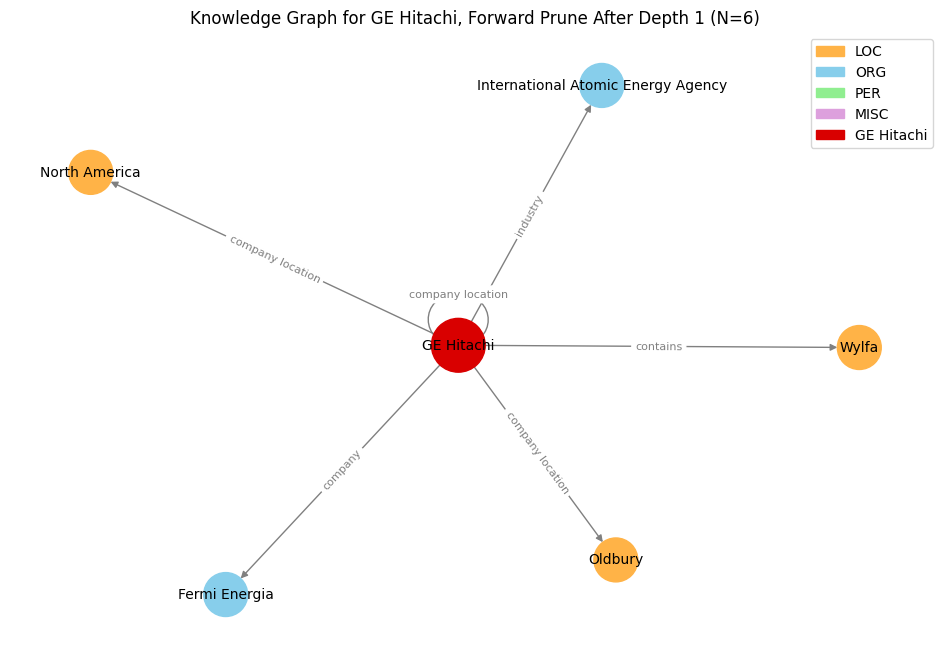 Knowledge Graph for GE Hitachi, Forward Prune After Depth 1 (N=6)
LOC
ORG
PER
MISC
GE Hitachi
International Atomic Energy Agency
North America
industry
company location
company location
GE Hitachi
contains
Wylfa
company location
company
Oldbury
Fermi Energia